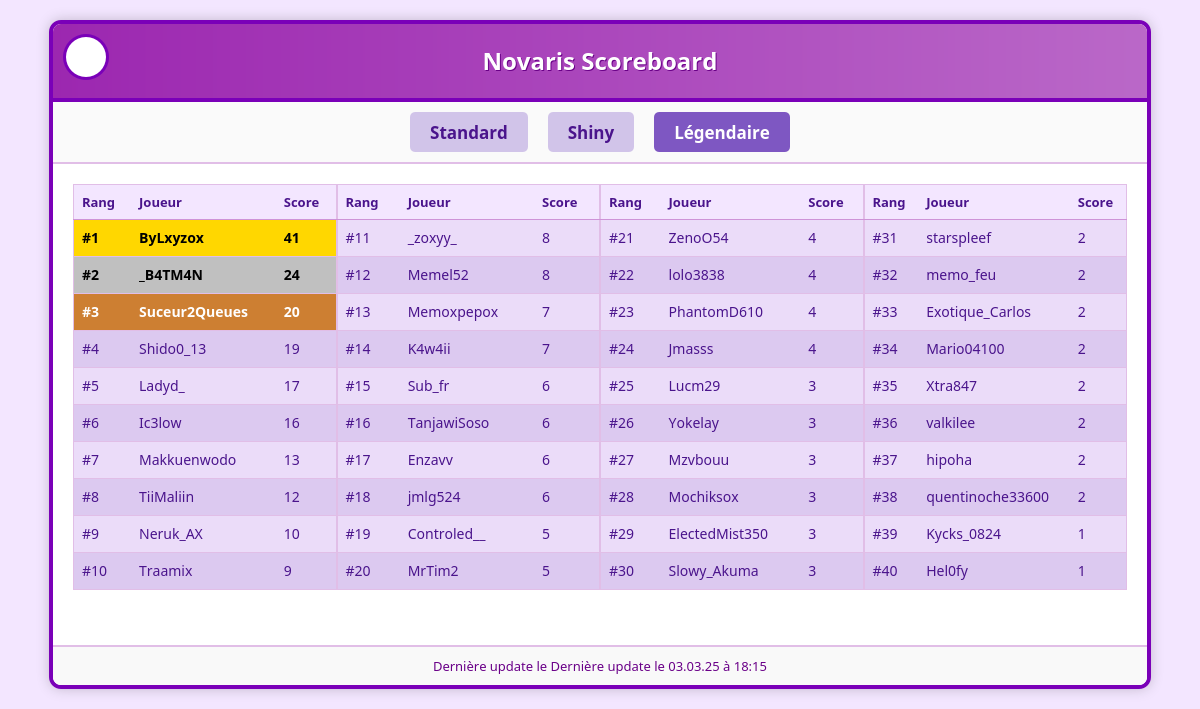 Novaris Scoreboard
Standard Shiny Légendaire
Rang Joueur Score Rang Joueur Score Rang Joueur Score Rang Joueur Score
#1 ByLxyzox 41 #11 _zoxyy_ 8 #21 ZenoO54 4 #31 starspleef 2
#2 _B4TM4N 24 #12 Memel52 8 #22 lolo3838 4 #32 memo_feu 2
#3 Suceur2Queues 20 #13 Memoxpepox 7 #23 PhantomD610 4 #33 Exotique_Carlos 2
#4 Shido0_13 19 #14 K4w4ii 7 #24 Jmasss 4 #34 Mario04100 2
#5 Ladyd_ 17 #15 Sub_fr 6 #25 Lucm29 3 #35 Xtra847 2
#6 Ic3low 16 #16 TanjawiSoso 6 #26 Yokelay 3 #36 valkilee 2
#7 Makkuenwodo 13 #17 Enzavv 6 #27 Mzvbouu 3 #37 hipoha 2
#8 TiiMaliin 12 #18 jmlg524 6 #28 Mochiksox 3 #38 quentinoche33600 2
#9 Neruk_AX 10 #19 Controled__ 5 #29 ElectedMist350 3 #39 Kycks_0824 1
#10 Traamix 9 #20 MrTim2 5 #30 Slowy_Akuma 3 #40 Hel0fy 1
Dernière update le Dernière update le 03.03.25 à 18:15